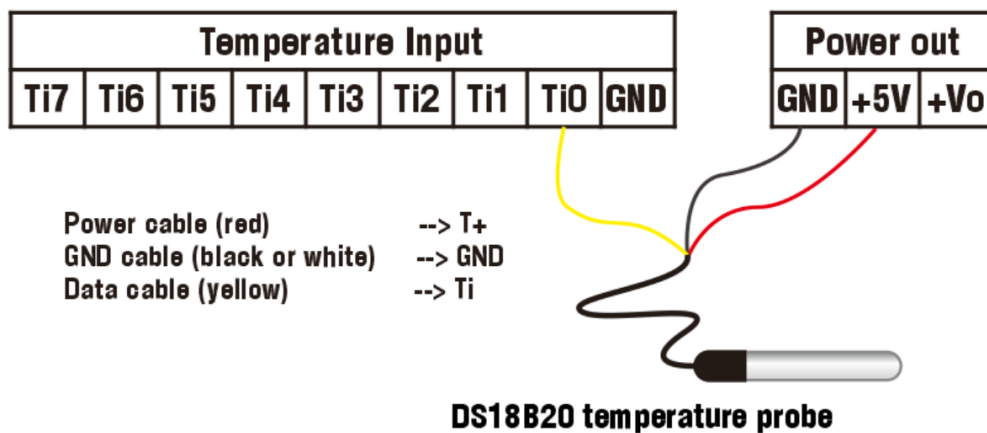 Temperature Input
Ti7 Ti6 Ti5 Ti4 Ti3 Ti2 Ti1 Ti0 GND
Power out
GND +5V +Vo
Power cable (red) --> T+
GND cable (black or white) --> GND
Data cable (yellow) --> Ti
DS18B20 temperature probe